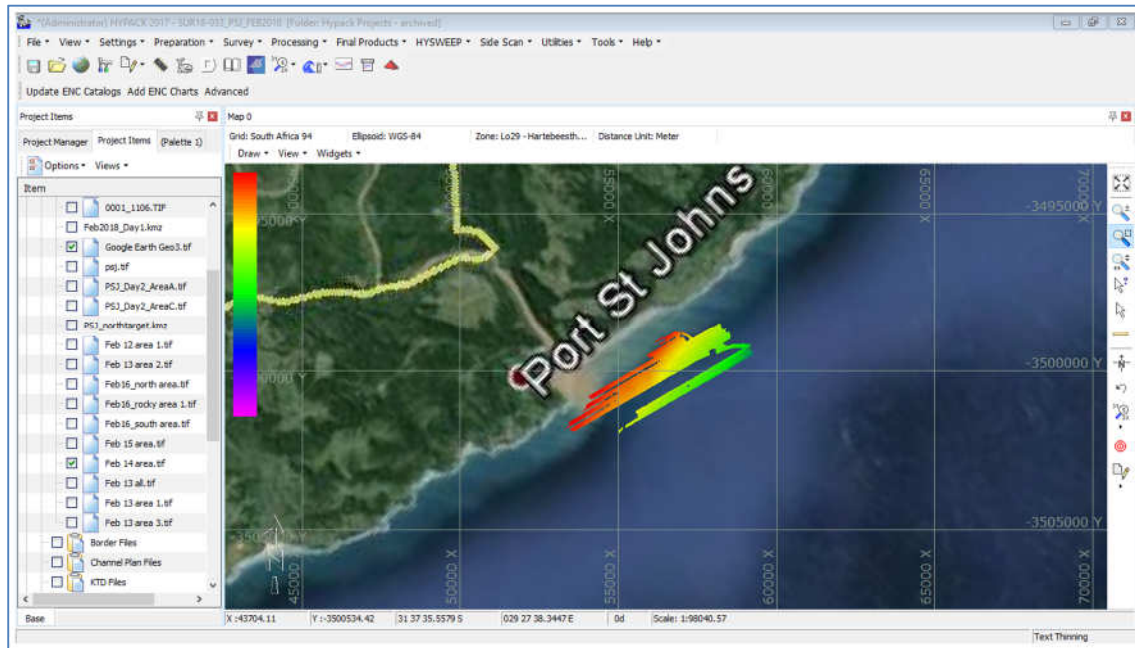 *(Administrator) HYPACK 2017 - SUR18-033_PSJ_FEB2018 [Folder: Hypack Projects - archived]
File View Settings Preparation Survey Processing Final Products HYSWEEP Side Scan Utilities Tools Help
Update ENC Catalogs Add ENC Charts Advanced
Project Items
Project Manager Project Items (Palette 1)
Options Views
Item
0001_1106.TIF
Feb2018_Day1.kmz
Google Earth Geo3.tif
psj.tif
PSJ_Day2_AreaA.tif
PSJ_Day2_AreaC.tif
PSJ_northtarget.kmz
Feb 12 area 1.tif
Feb 13 area 2.tif
Feb16_north area.tif
Feb16_rocky area 1.tif
Feb16_south area.tif
Feb 15 area.tif
Feb 14 area.tif
Feb 13 all.tif
Feb 13 area 1.tif
Feb 13 area 3.tif
Border Files
Channel Plan Files
KTD Files
Base
Map 0
Grid: South Africa 94 Ellipsoid: WGS-84 Zone: Lo29 - Hartebeesth... Distance Unit: Meter
Draw View Widgets
55000 X
60000 X
65000 X
70000 X
-3495000 Y
Port St Johns
-3500000 Y
-3505000 Y
45000 X
50000 X
55000 X
60000 X
65000 X
70000 X
X :43704.11 Y :-3500534.42 31 37 35.5579 S 029 27 38.3447 E 0d Scale: 1:98040.57
Text Thinning